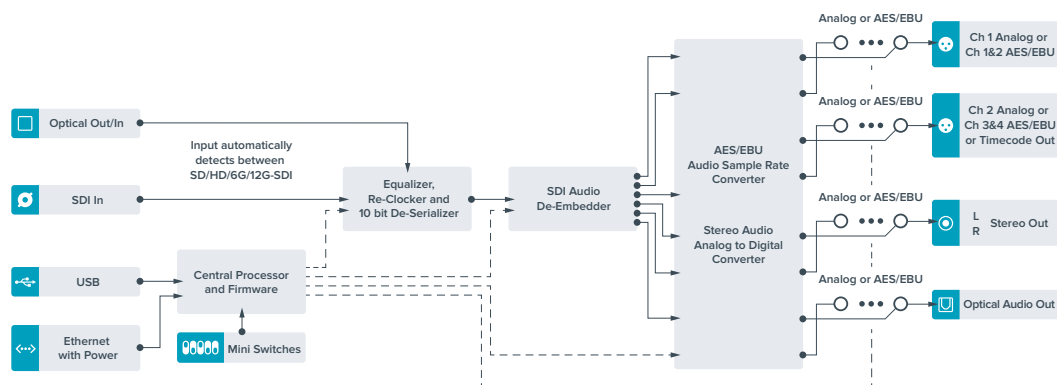 Analog or AES/EBU
Ch 1 Analog or
Ch 1&2 AES/EBU
Optical Out/In
Analog or AES/EBU
Ch 2 Analog or
Ch 3&4 AES/EBU
or Timecode Out
Input automatically
detects between
SD/HD/6G/12G-SDI
AES/EBU
Audio Sample Rate
Converter
SDI In
Equalizer,
Re-Clocker and
10 bit De-Serializer
SDI Audio
De-Embedder
Analog or AES/EBU
L
R
Stereo Out
Stereo Audio
Analog to Digital
Converter
USB
Central Processor
and Firmware
Analog or AES/EBU
Optical Audio Out
Ethernet
with Power
Mini Switches